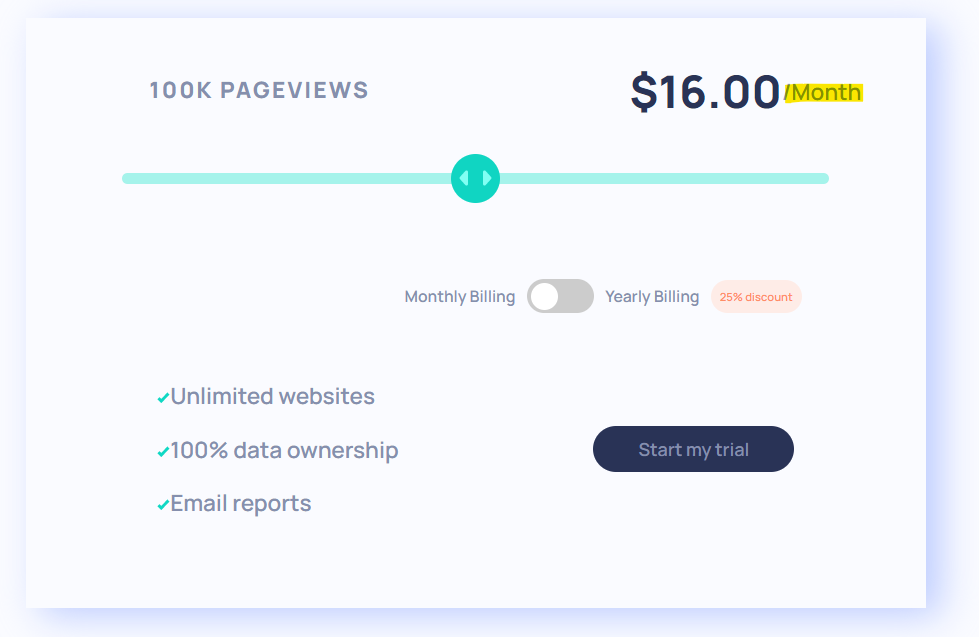 100K PAGEVIEWS
$16.00/Month
Monthly Billing Yearly Billing 25% discount
Unlimited websites
100% data ownership
Start my trial
Email reports